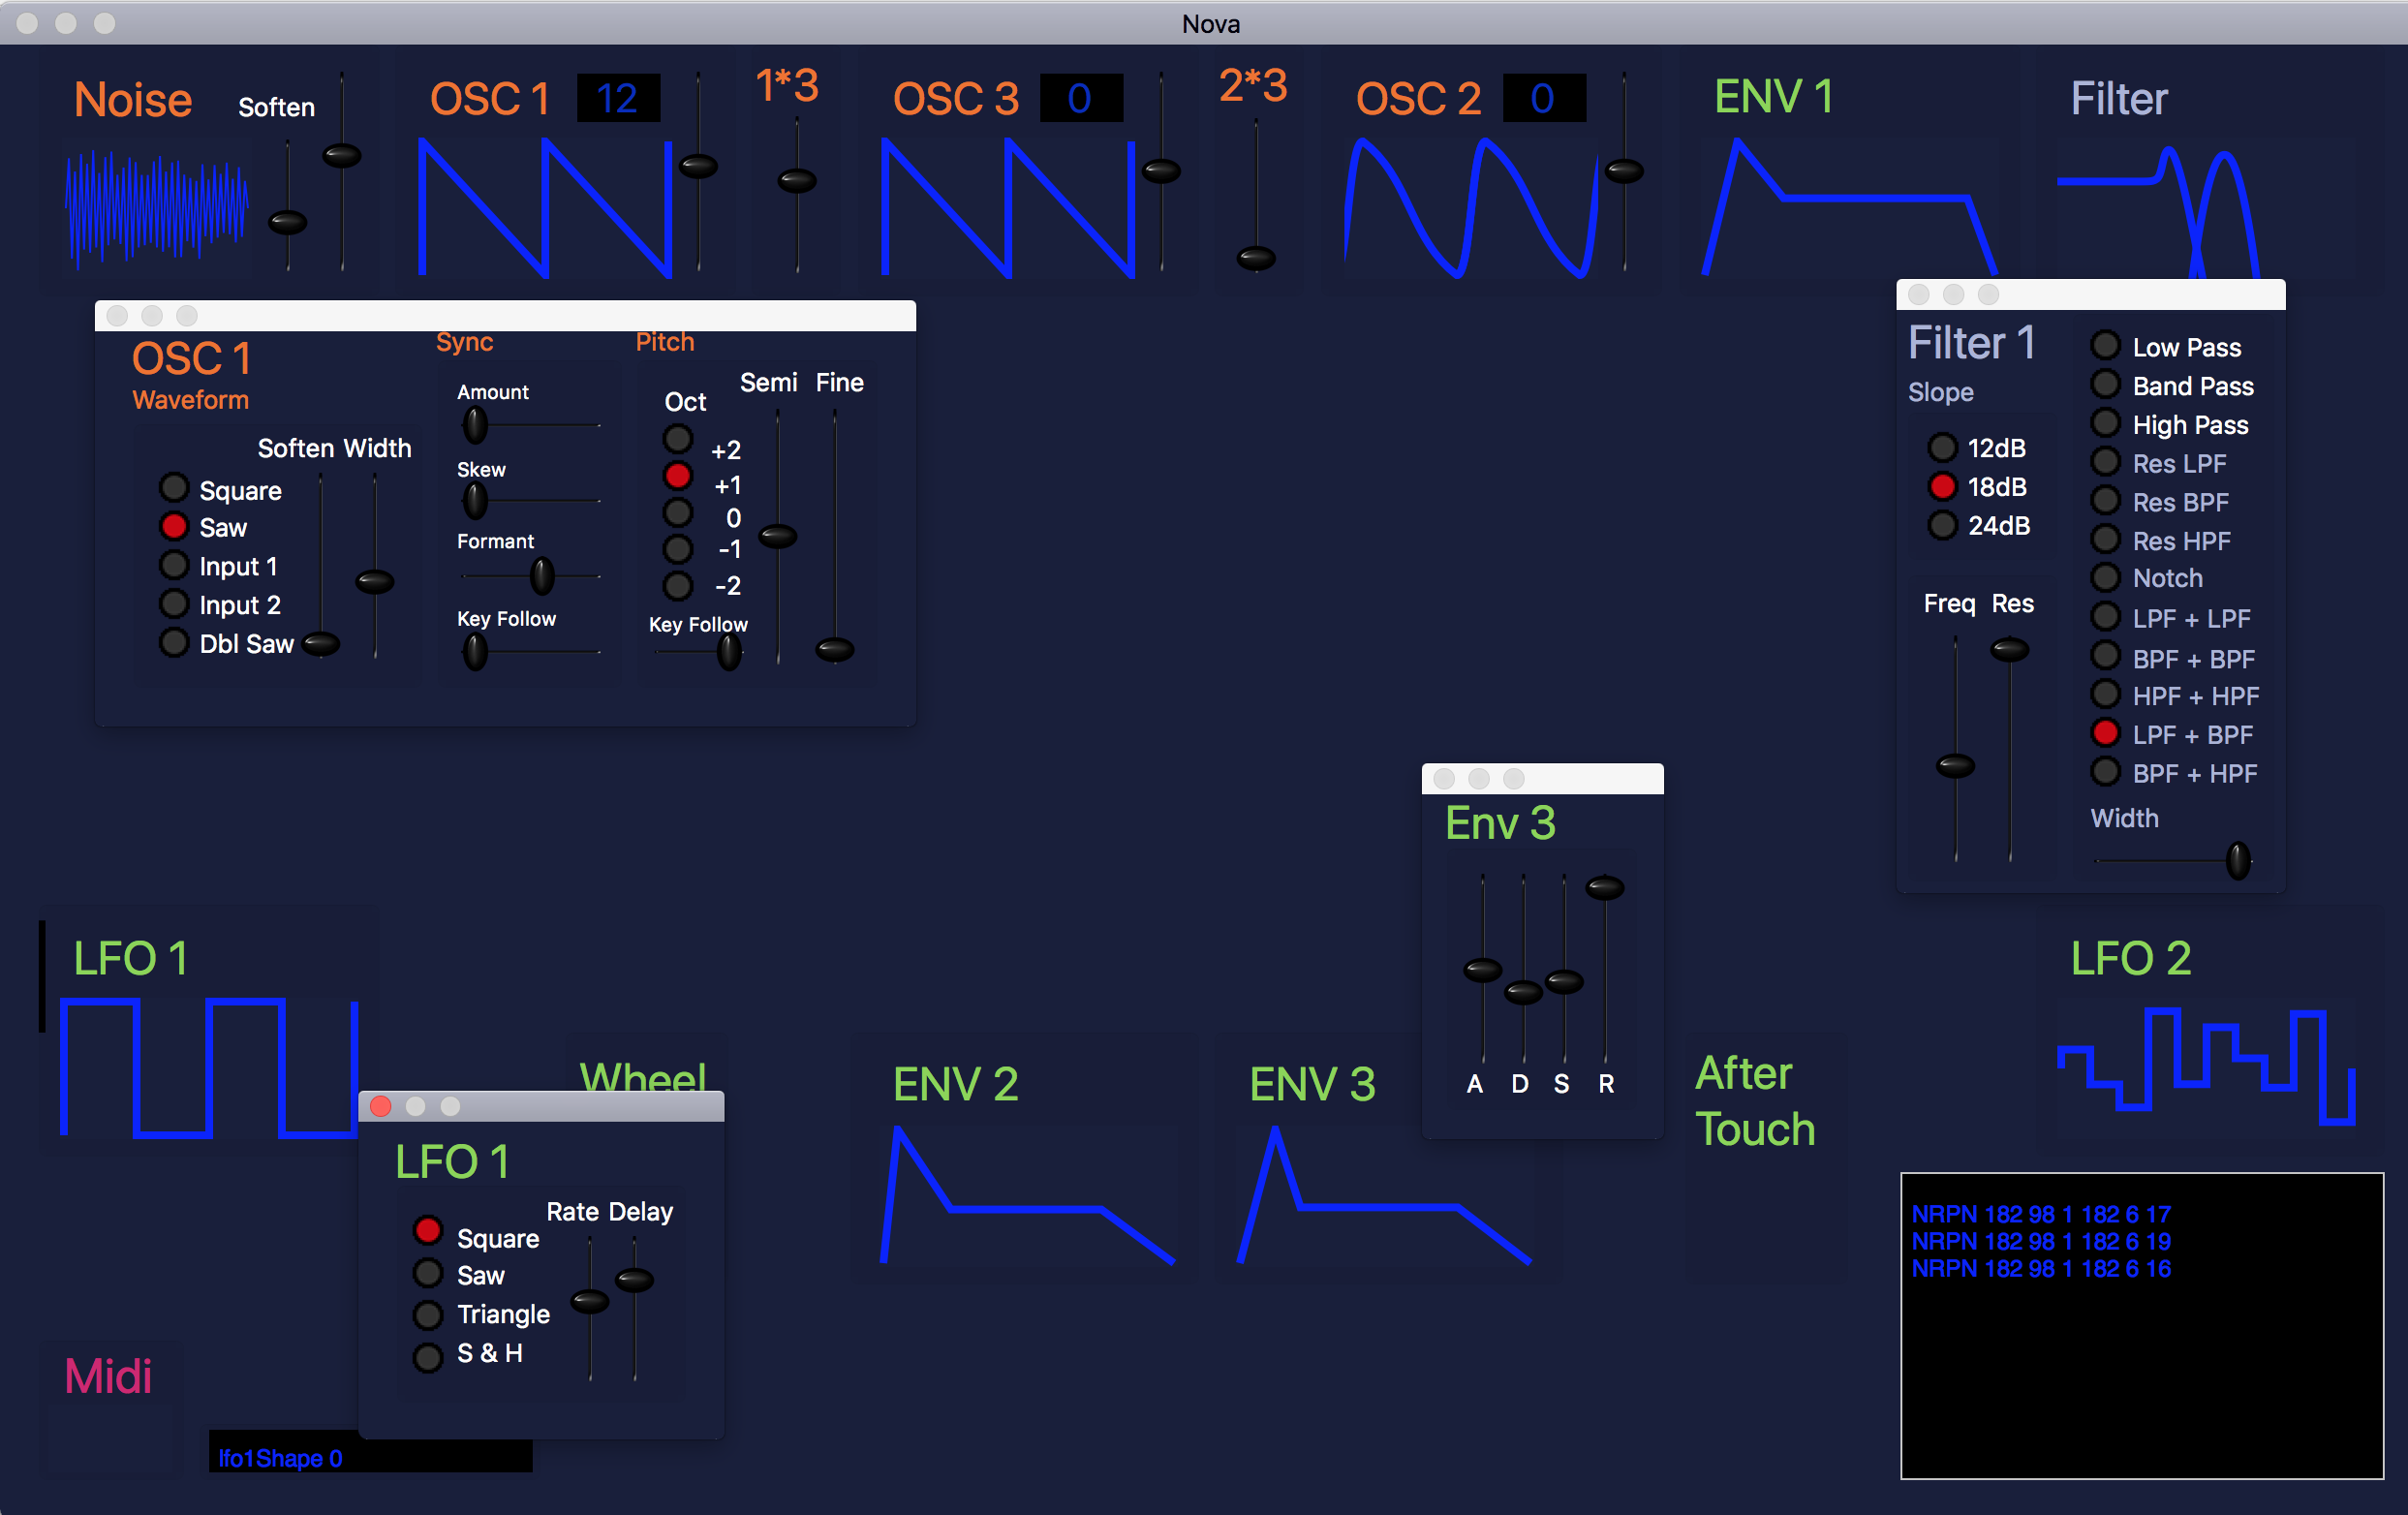 Nova
Noise
Soften
OSC 1
12
1*3
OSC 3
0
2*3
OSC 2
0
ENV 1
Filter
OSC 1
Waveform
Soften Width
Square
Saw
Input 1
Input 2
Dbl Saw
Sync
Amount
Skew
Formant
Key Follow
Pitch
Oct
Semi Fine
+2
+1
0
-1
-2
Key Follow
Filter 1
Slope
12dB
18dB
24dB
Freq Res
Low Pass
Band Pass
High Pass
Res LPF
Res BPF
Res HPF
Notch
LPF + LPF
BPF + BPF
HPF + HPF
LPF + BPF
BPF + HPF
Width
Env 3
A D S R
LFO 1
Wheel
ENV 2
ENV 3
After
Touch
LFO 2
LFO 1
Rate Delay
Square
Saw
Triangle
S & H
NRPN 182 98 1 182 6 17
NRPN 182 98 1 182 6 19
NRPN 182 98 1 182 6 16
Midi
lfo1Shape 0